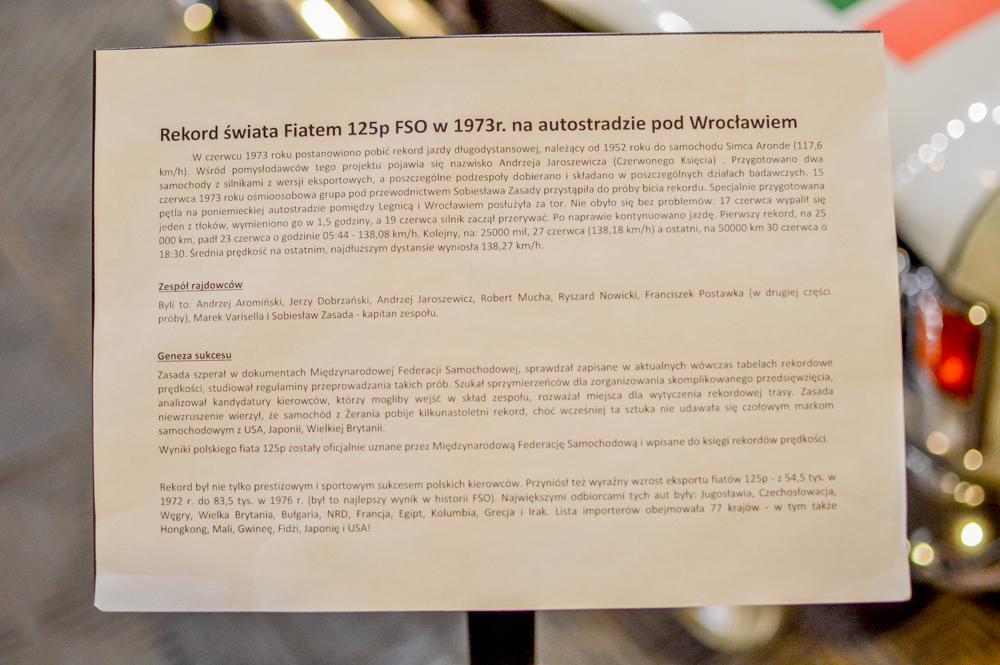 Rekord świata Fiatem 125p FSO w 1973r. na autostradzie pod Wrocławiem
W czerwcu 1973 roku postanowiono pobić rekord jazdy długodystansowej, należący od 1952 roku do samochodu Simca Aronde (117,6
km/h). Wśród pomysłodawców tego projektu pojawia się nazwisko Andrzeja Jaroszewicza (Czerwonego Księcia) . Przygotowano dwa
samochody z silnikami z wersji eksportowych, a poszczególne podzespoły dobierano i składano w poszczególnych działach badawczych. 15
czerwca 1973 roku ośmioosobowa grupa pod przewodnictwem Sobiesława Zasady przystąpiła do próby bicia rekordu. Specjalnie przygotowana
pętla na poniemieckiej autostradzie pomiędzy Legnicą i Wrocławiem posłużyła za tor. Nie obyło się bez problemów: 17 czerwca wypalił się
jeden z tłoków, wymieniono go w 1,5 godziny, a 19 czerwca silnik zaczął przerywać. Po naprawie kontynuowano jazdę. Pierwszy rekord, na 25
000 km, padł 23 czerwca o godzinie 05:44 - 138,08 km/h. Kolejny, na: 25000 mil, 27 czerwca (138,18 km/h) a ostatni, na 50000 km 30 czerwca o
18:30. Średnia prędkość na ostatnim, najdłuższym dystansie wyniosła 138,27 km/h.
Zespół rajdowców
Byli to: Andrzej Aromiński, Jerzy Dobrzański, Andrzej Jaroszewicz, Robert Mucha, Ryszard Nowicki, Franciszek Postawka (w drugiej części
próby), Marek Varisella i Sobiesław Zasada - kapitan zespołu.
Geneza sukcesu
Zasada szperał w dokumentach Międzynarodowej Federacji Samochodowej, sprawdzał zapisane w aktualnych wówczas tabelach rekordowe
prędkości, studiował regulaminy przeprowadzania takich prób. Szukał sprzymierzeńców dla zorganizowania skomplikowanego przedsięwzięcia,
analizował kandydatury kierowców, którzy mogliby wejść w skład zespołu, rozważał miejsca dla wytyczenia rekordowej trasy. Zasada
niewzruszenie wierzył, że samochód z Żerania pobije kilkunastoletni rekord, choć wcześniej ta sztuka nie udawała się czołowym markom
samochodowym z USA, Japonii, Wielkiej Brytanii.
Wyniki polskiego fiata 125p zostały oficjalnie uznane przez Międzynarodową Federację Samochodową i wpisane do księgi rekordów prędkości.
Rekord był nie tylko prestiżowym i sportowym sukcesem polskich kierowców. Przyniósł też wyraźny wzrost eksportu fiatów 125p - z 54,5 tys. w
1972 r. do 83,5 tys. w 1976 r. (był to najlepszy wynik w historii FSO). Największymi odbiorcami tych aut były: Jugosławia, Czechosłowacja,
Węgry, Wielka Brytania, Bułgaria, NRD, Francja, Egipt, Kolumbia, Grecja i Irak. Lista importerów obejmowała 77 krajów - w tym także
Hongkong, Mali, Gwineę, Fidżi, Japonię i USA!